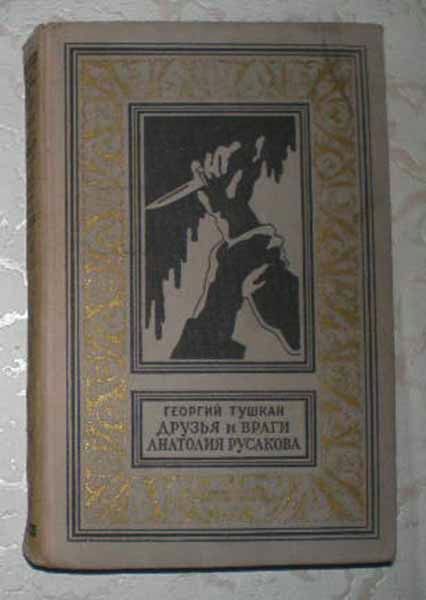 ГЕОРГИЙ ТУШКАН
ДРУЗЬЯ и ВРАГИ
АНАТОЛИЯ РУСАКОВА